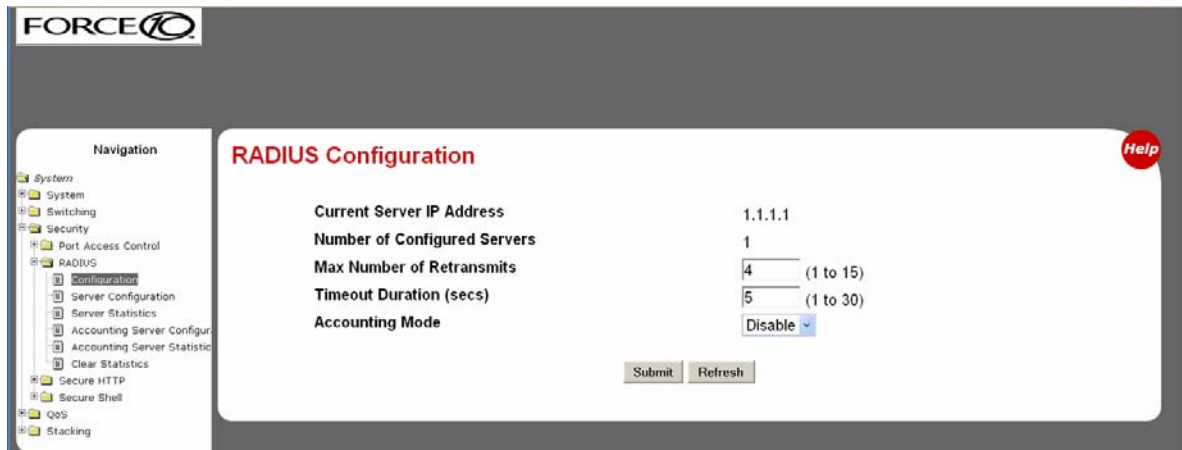 FORCE10
Navigation
System
System
Switching
Security
Port Access Control
RADIUS
Configuration
Server Configuration
Server Statistics
Accounting Server Configur
Accounting Server Statistic
Clear Statistics
Secure HTTP
Secure Shell
QoS
Stacking
RADIUS Configuration
Help
Current Server IP Address 1.1.1.1
Number of Configured Servers 1
Max Number of Retransmits 4 (1 to 15)
Timeout Duration (secs) 5 (1 to 30)
Accounting Mode Disable
Submit Refresh